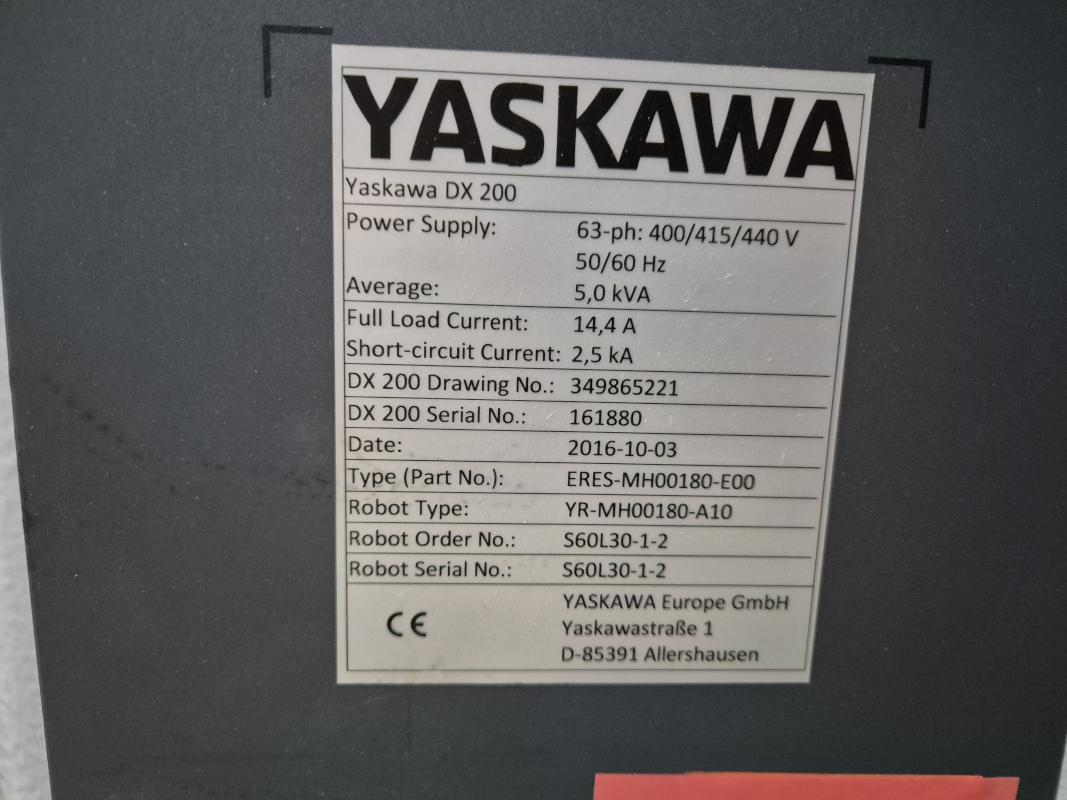 YASKAWA
Yaskawa DX 200
Power Supply: 63-ph: 400/415/440 V
50/60 Hz
Average: 5,0 kVA
Full Load Current: 14,4 A
Short-circuit Current: 2,5 kA
DX 200 Drawing No.: 349865221
DX 200 Serial No.: 161880
Date: 2016-10-03
Type (Part No.): ERES-MH00180-E00
Robot Type: YR-MH00180-A10
Robot Order No.: S60L30-1-2
Robot Serial No.: S60L30-1-2
CE YASKAWA Europe GmbH
Yaskawastraße 1
D-85391 Allershausen